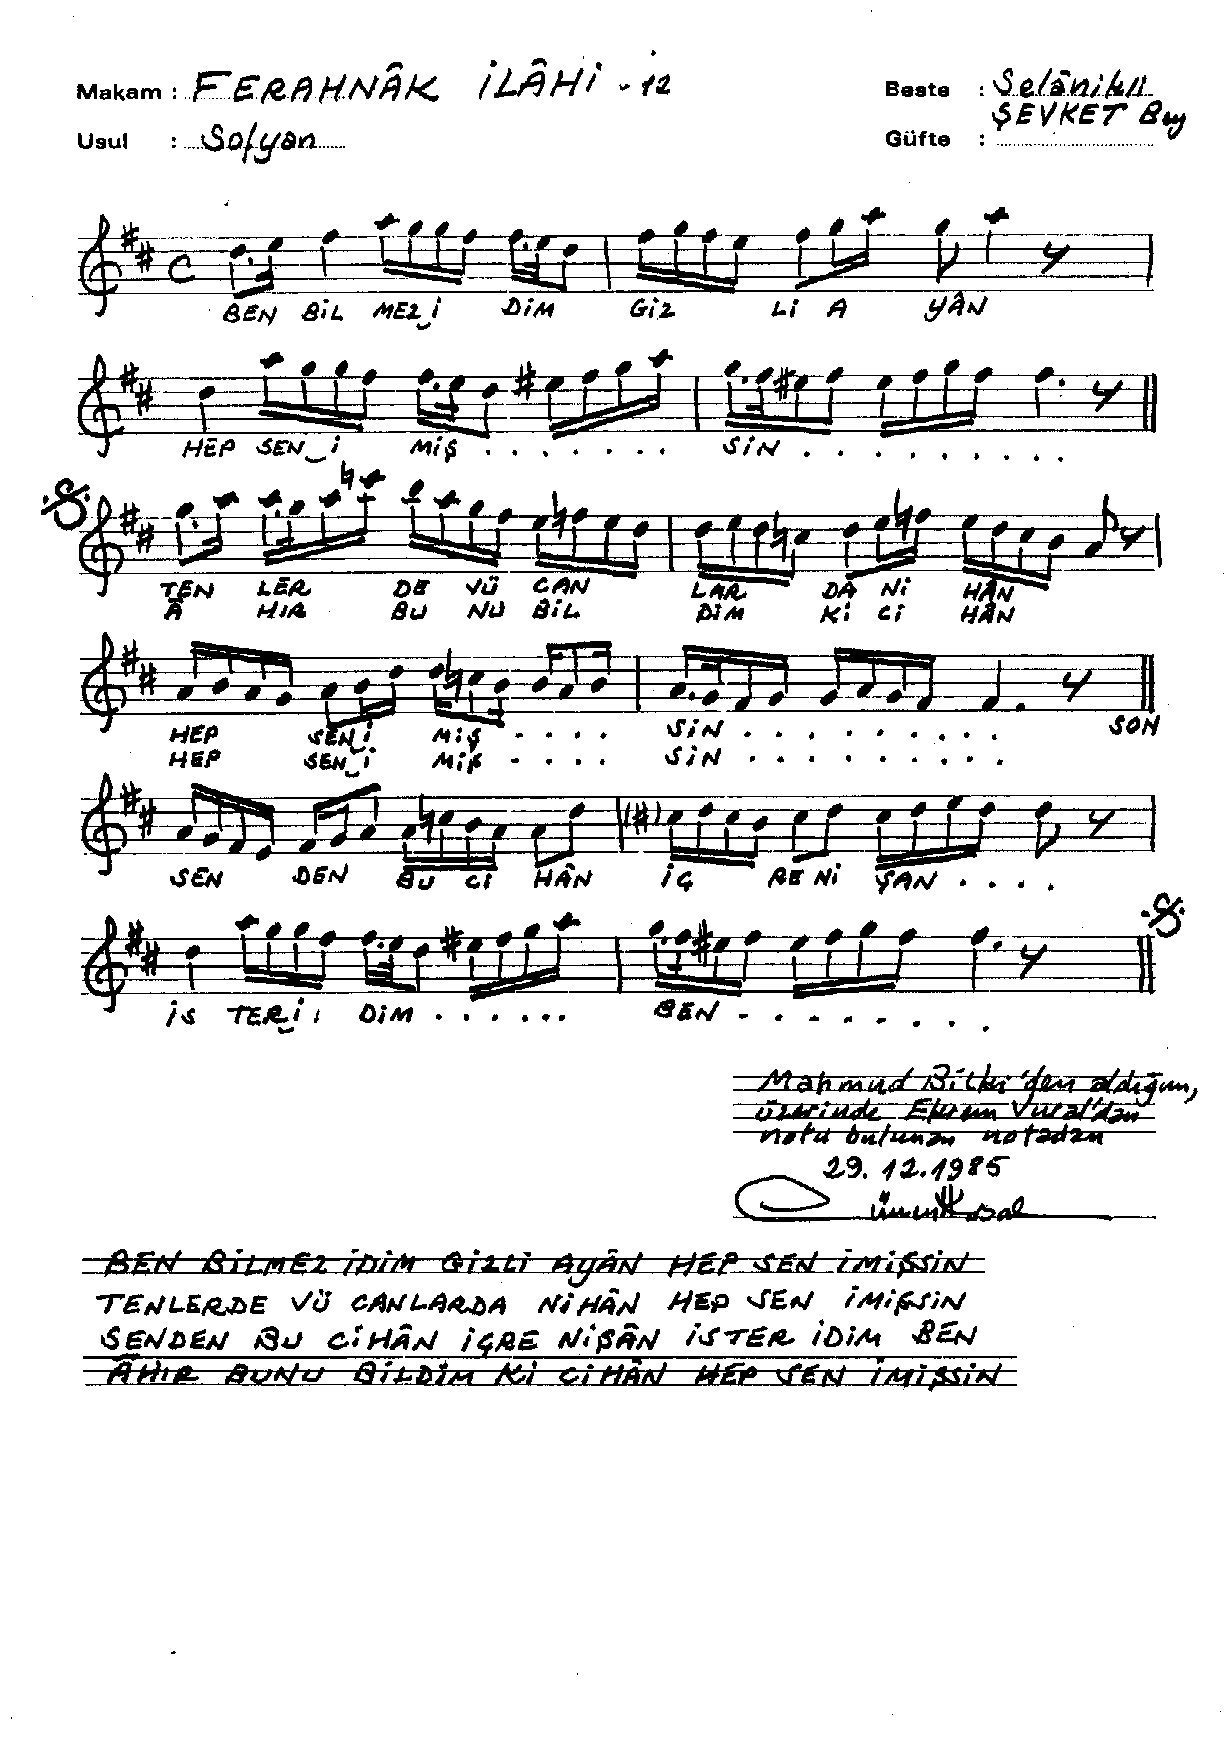 Makam : FERAHNÂK İLÂHİ - 12
Beste : Selânikli
ŞEVKET Bey
Usul : Sofyan
Güfte :
BEN BİL MEZ İ DİM GİZ Lİ A YÂN
HEP SEN İ MİŞ . . . . . . . SİN . . . . . . . .
TEN LER DE VÜ CAN LAR DA Nİ HÂN
Â HIR BU NU BİL DİM Kİ Cİ HÂN
HEP SEN İ MİŞ . . . . SİN . . . . . . . . . SON
HEP SEN İ MİŞ . . . . SİN . . . . . . . . .
SEN DEN BU Cİ HÂN İÇ RE Nİ ŞAN . . . .
İS TER İ DİM . . . . . . BEN . . . . . . . .
Mahmud Bitki'den aldığım,
üzerinde Ekrem Vural'dan
notu bulunan notadan
29.12.1985
BEN BİLMEZ İDİM GİZLİ AYÂN HEP SEN İMİŞSİN
TENLERDE VÜ CANLARDA NİHÂN HEP SEN İMİŞSİN
SENDEN BU CİHÂN İÇRE NİŞÂN İSTER İDİM BEN
ÂHIR BUNU BİLDİM Kİ CİHÂN HEP SEN İMİŞSİN